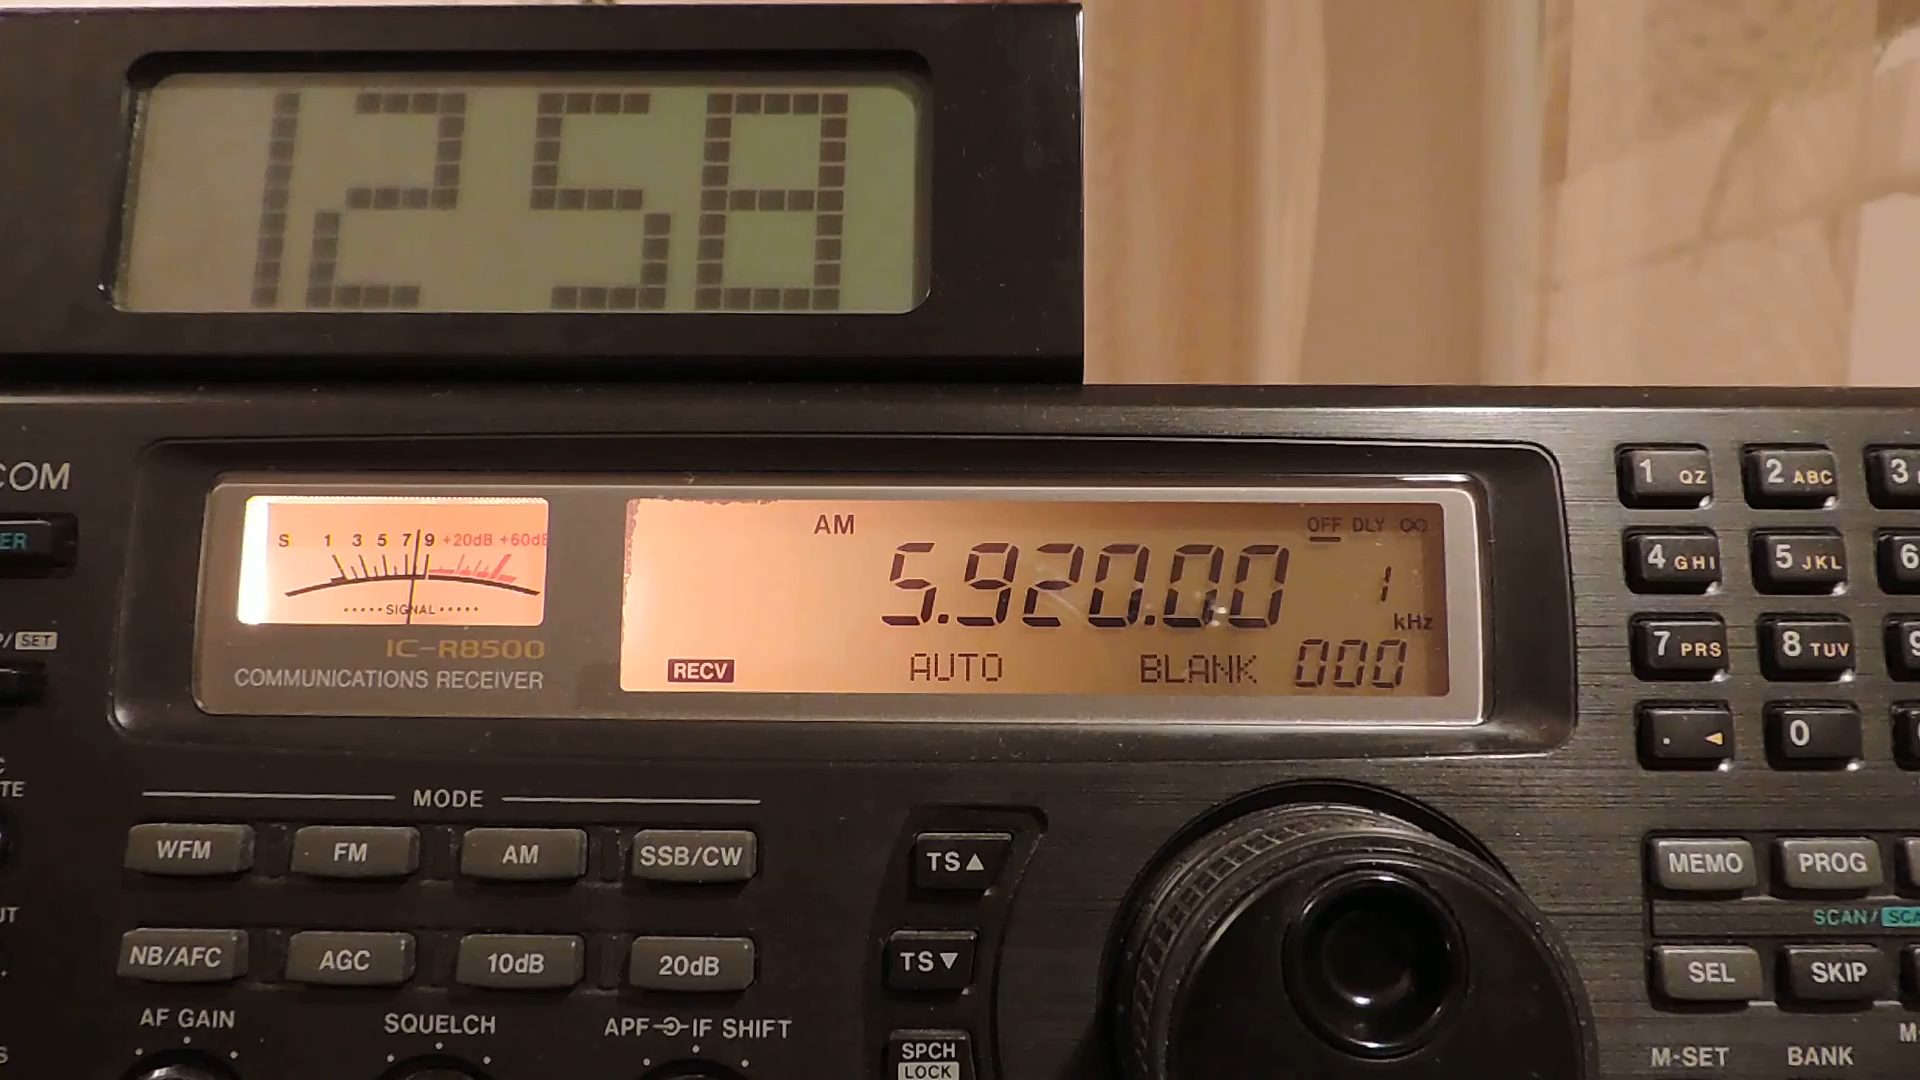 1258
COM
ER
P/SET
S 1 3 5 7 9 +20dB +60dB
SIGNAL
IC-R8500
COMMUNICATIONS RECEIVER
AM
OFF DLY ∞
5.920.00
1
kHz
RECV
AUTO
BLANK 000
1 QZ
2 ABC
3
4 GHI
5 JKL
6
7 PRS
8 TUV
9
. ◄
0
TE
MODE
WFM
FM
AM
SSB/CW
TS▲
MEMO
PROG
UT
SCAN/
NB/AFC
AGC
10dB
20dB
TS▼
SEL
SKIP
AF GAIN
SQUELCH
APF IF SHIFT
SPCH
LOCK
M-SET
BANK